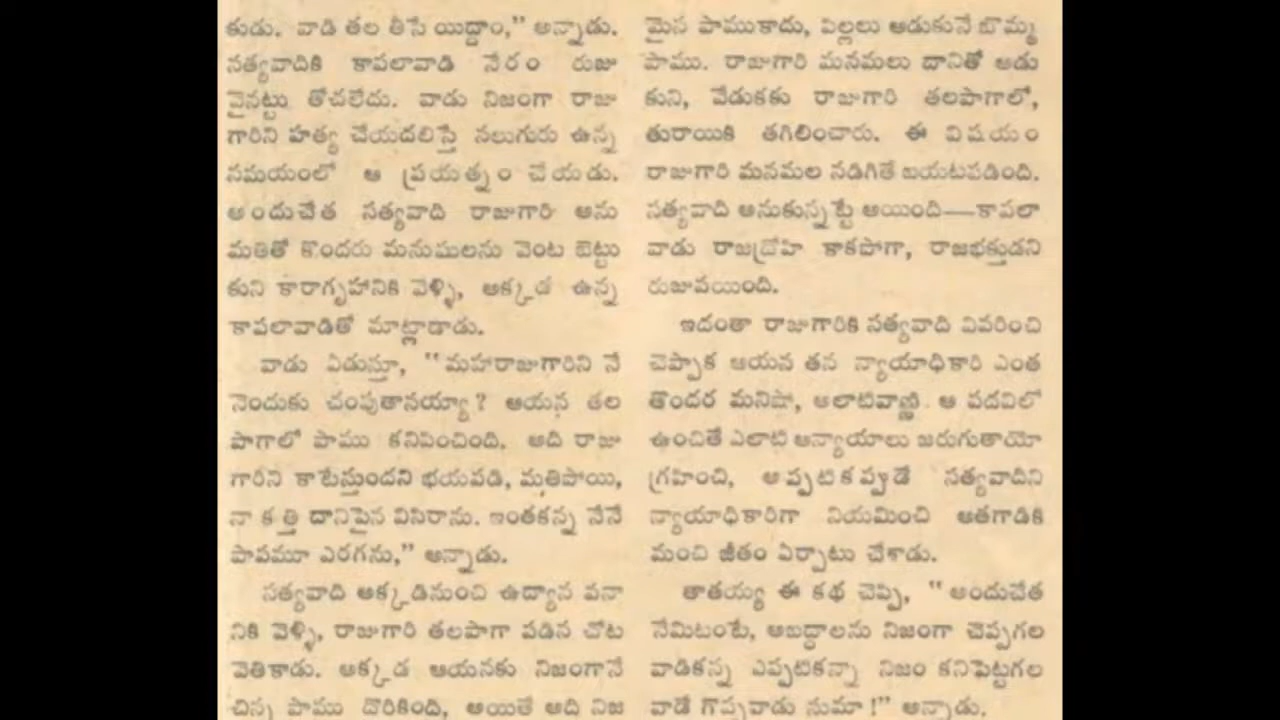 కుడు. వాడి తల తీసే యిద్దాం,” అన్నాడు.
సత్యవాదికి కాపలావాడి నేరం రుజు
వైనట్టు తోచలేదు. వాడు నిజంగా రాజు
గారిని హత్య చేయదలిస్తే నలుగురు ఉన్న
సమయంలో ఆ ప్రయత్నం చేయడు.
అందుచేత సత్యవాది రాజుగారి అను
మతితో కొందరు మనుషులను వెంట బెట్టు
కుని కారాగృహానికి వెళ్ళి, అక్కడ ఉన్న
కాపలావాడితో మాట్లాడాడు.
వాడు ఏడుస్తూ, “మహారాజుగారిని నే
నెందుకు చంపుతానయ్యా? ఆయన తల
పాగాలో పాము కనిపించింది. అది రాజు
గారిని కాటేస్తుందని భయపడి, మతిపోయి,
నా కత్తి దానిపైన విసిరాను. ఇంతకన్న నేనే
పాపమూ ఎరగను,” అన్నాడు.
సత్యవాది అక్కడినుంచి ఉద్యాన వనా
నికి వెళ్ళి, రాజుగారి తలపాగా పడిన చోట
వెతికాడు. అక్కడ ఆయనకు నిజంగానే
చిన్న పాము దొరికింది, అయితే అది నిజ
మైన పాముకాదు, పిల్లలు ఆడుకునే బొమ్మ
పాము. రాజుగారి మనమలు దానితో ఆడు
కుని, వేడుకకు రాజుగారి తలపాగాలో,
తురాయికి తగిలించారు. ఈ విషయం
రాజుగారి మనమల నడిగితే బయటపడింది.
సత్యవాది అనుకున్నట్టే అయింది—కాపలా
వాడు రాజద్రోహి కాకపోగా, రాజభక్తుడని
రుజువయింది.
ఇదంతా రాజుగారికి సత్యవాది వివరించి
చెప్పాక ఆయన తన న్యాయాధికారి ఎంత
తొందర మనిషో, అలాటివాణ్ణి ఆ పదవిలో
ఉంచితే ఎలాటి అన్యాయాలు జరుగుతాయో
గ్రహించి, అప్పటికప్పుడే సత్యవాదిని
న్యాయాధికారిగా నియమించి అతగాడికి
మంచి జీతం ఏర్పాటు చేశాడు.
తాతయ్య ఈ కథ చెప్పి, “అందుచేత
నేమిటంటే, అబద్ధాలను నిజంగా చెప్పగల
వాడికన్న ఎప్పటికన్నా నిజం కనిపెట్టగల
వాడే గొప్పవాడు సుమా!” అన్నాడు.